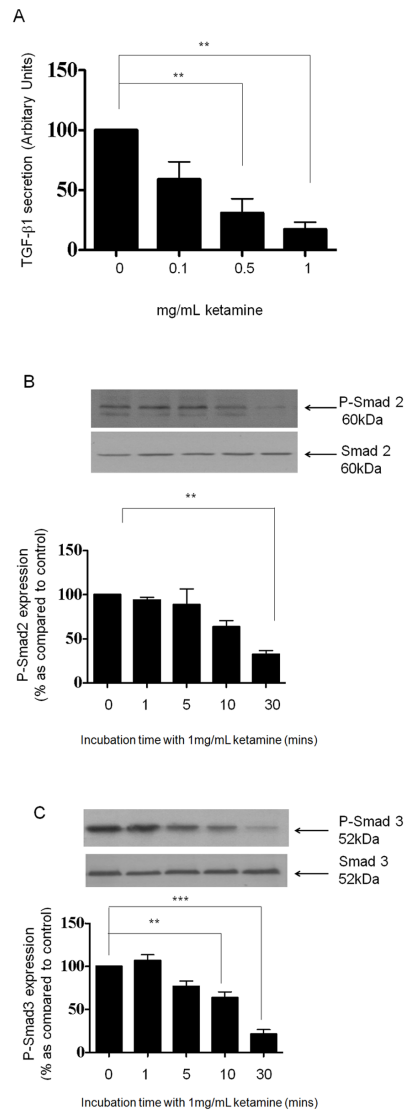 A
**
**
TGF-β1 secretion (Arbitary Units)
150
100
50
0
0 0.1 0.5 1
mg/mL ketamine
B
P-Smad 2
60kDa
Smad 2
60kDa
**
P-Smad2 expression
(% as compared to control)
150
100
50
0
0 1 5 10 30
Incubation time with 1mg/mL ketamine (mins)
C
P-Smad 3
52kDa
Smad 3
52kDa
***
**
P-Smad3 expression
(% as compared to control)
150
100
50
0
0 1 5 10 30
Incubation time with 1mg/mL ketamine (mins)